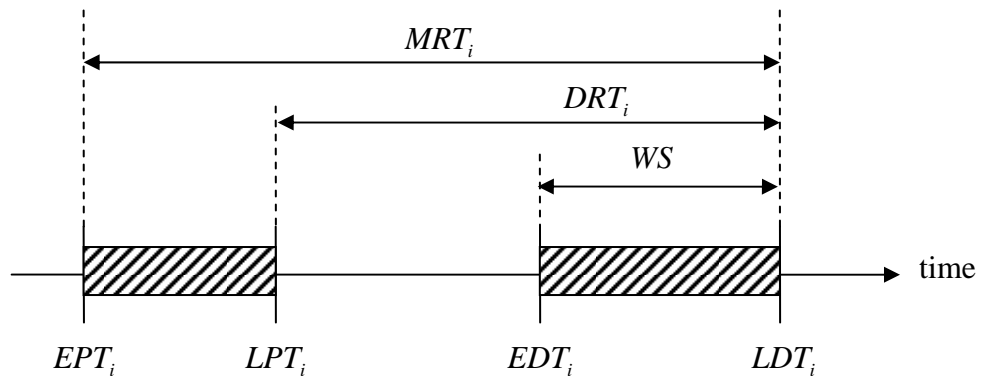 MRT_i
DRT_i
WS
time
EPT_i LPT_i EDT_i LDT_i